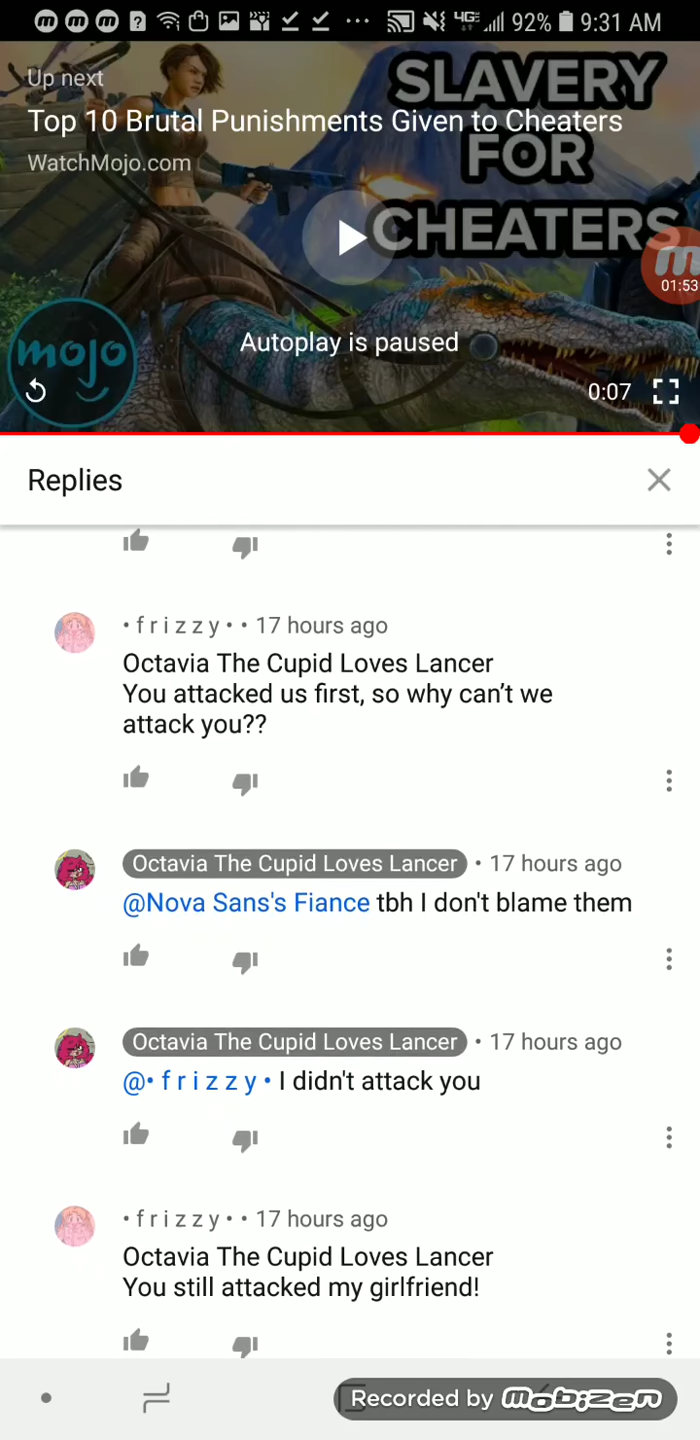 92% 9:31 AM
Up next
SLAVERY
Top 10 Brutal Punishments Given to Cheaters
FOR
WatchMojo.com
CHEATERS
01:53
mojo
Autoplay is paused
0:07
Replies
• f r i z z y • • 17 hours ago
Octavia The Cupid Loves Lancer
You attacked us first, so why can’t we
attack you??
Octavia The Cupid Loves Lancer • 17 hours ago
@Nova Sans's Fiance tbh I don't blame them
Octavia The Cupid Loves Lancer • 17 hours ago
@• f r i z z y • I didn't attack you
• f r i z z y • • 17 hours ago
Octavia The Cupid Loves Lancer
You still attacked my girlfriend!
Recorded by mobizen